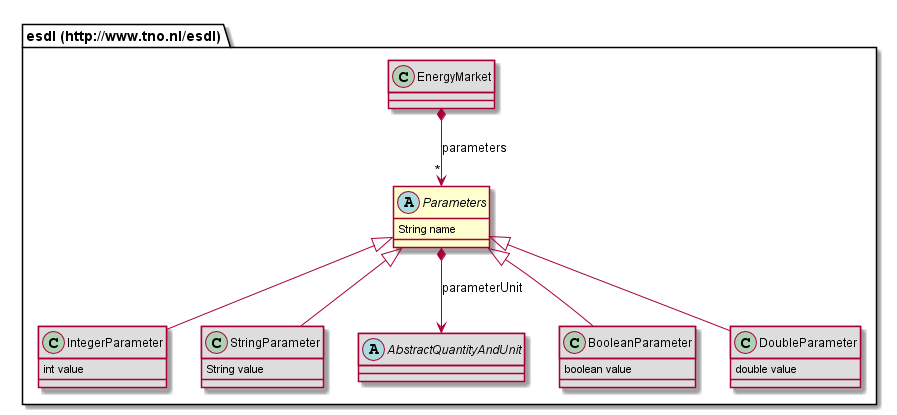 esdl (http://www.tno.nl/esdl)
C EnergyMarket
parameters
*
A Parameters
String name
parameterUnit
C IntegerParameter
int value
C StringParameter
String value
A AbstractQuantityAndUnit
C BooleanParameter
boolean value
C DoubleParameter
double value